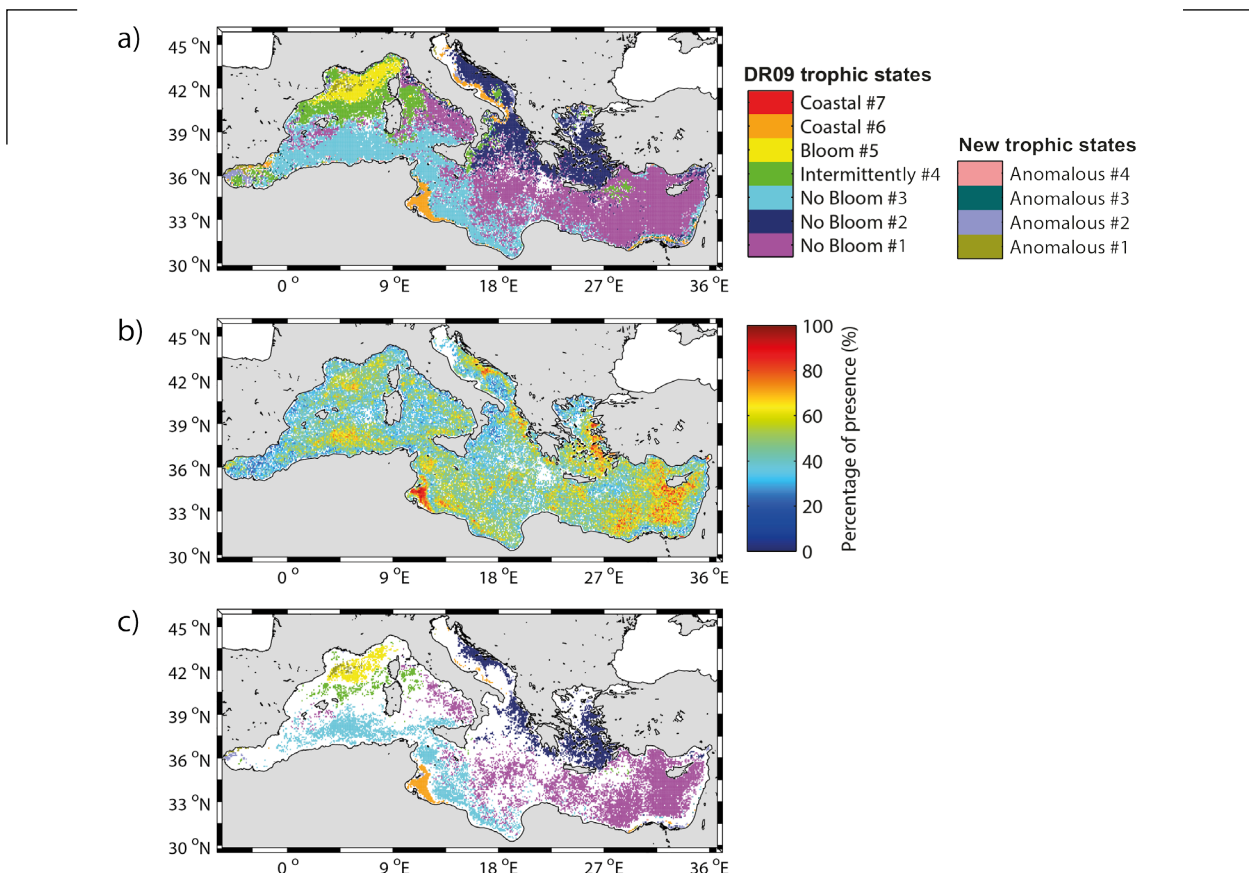 a)
45 °N
42 °N
39 °N
36 °N
33 °N
30 °N
0 °
9 °E
18 °E
27 °E
36 °E
DR09 trophic states
Coastal #7
Coastal #6
Bloom #5
Intermittently #4
No Bloom #3
No Bloom #2
No Bloom #1
New trophic states
Anomalous #4
Anomalous #3
Anomalous #2
Anomalous #1
b)
45 °N
42 °N
39 °N
36 °N
33 °N
30 °N
0 °
9 °E
18 °E
27 °E
36 °E
100
80
60
40
20
0
Percentage of presence (%)
c)
45 °N
42 °N
39 °N
36 °N
33 °N
30 °N
0 °
9 °E
18 °E
27 °E
36 °E